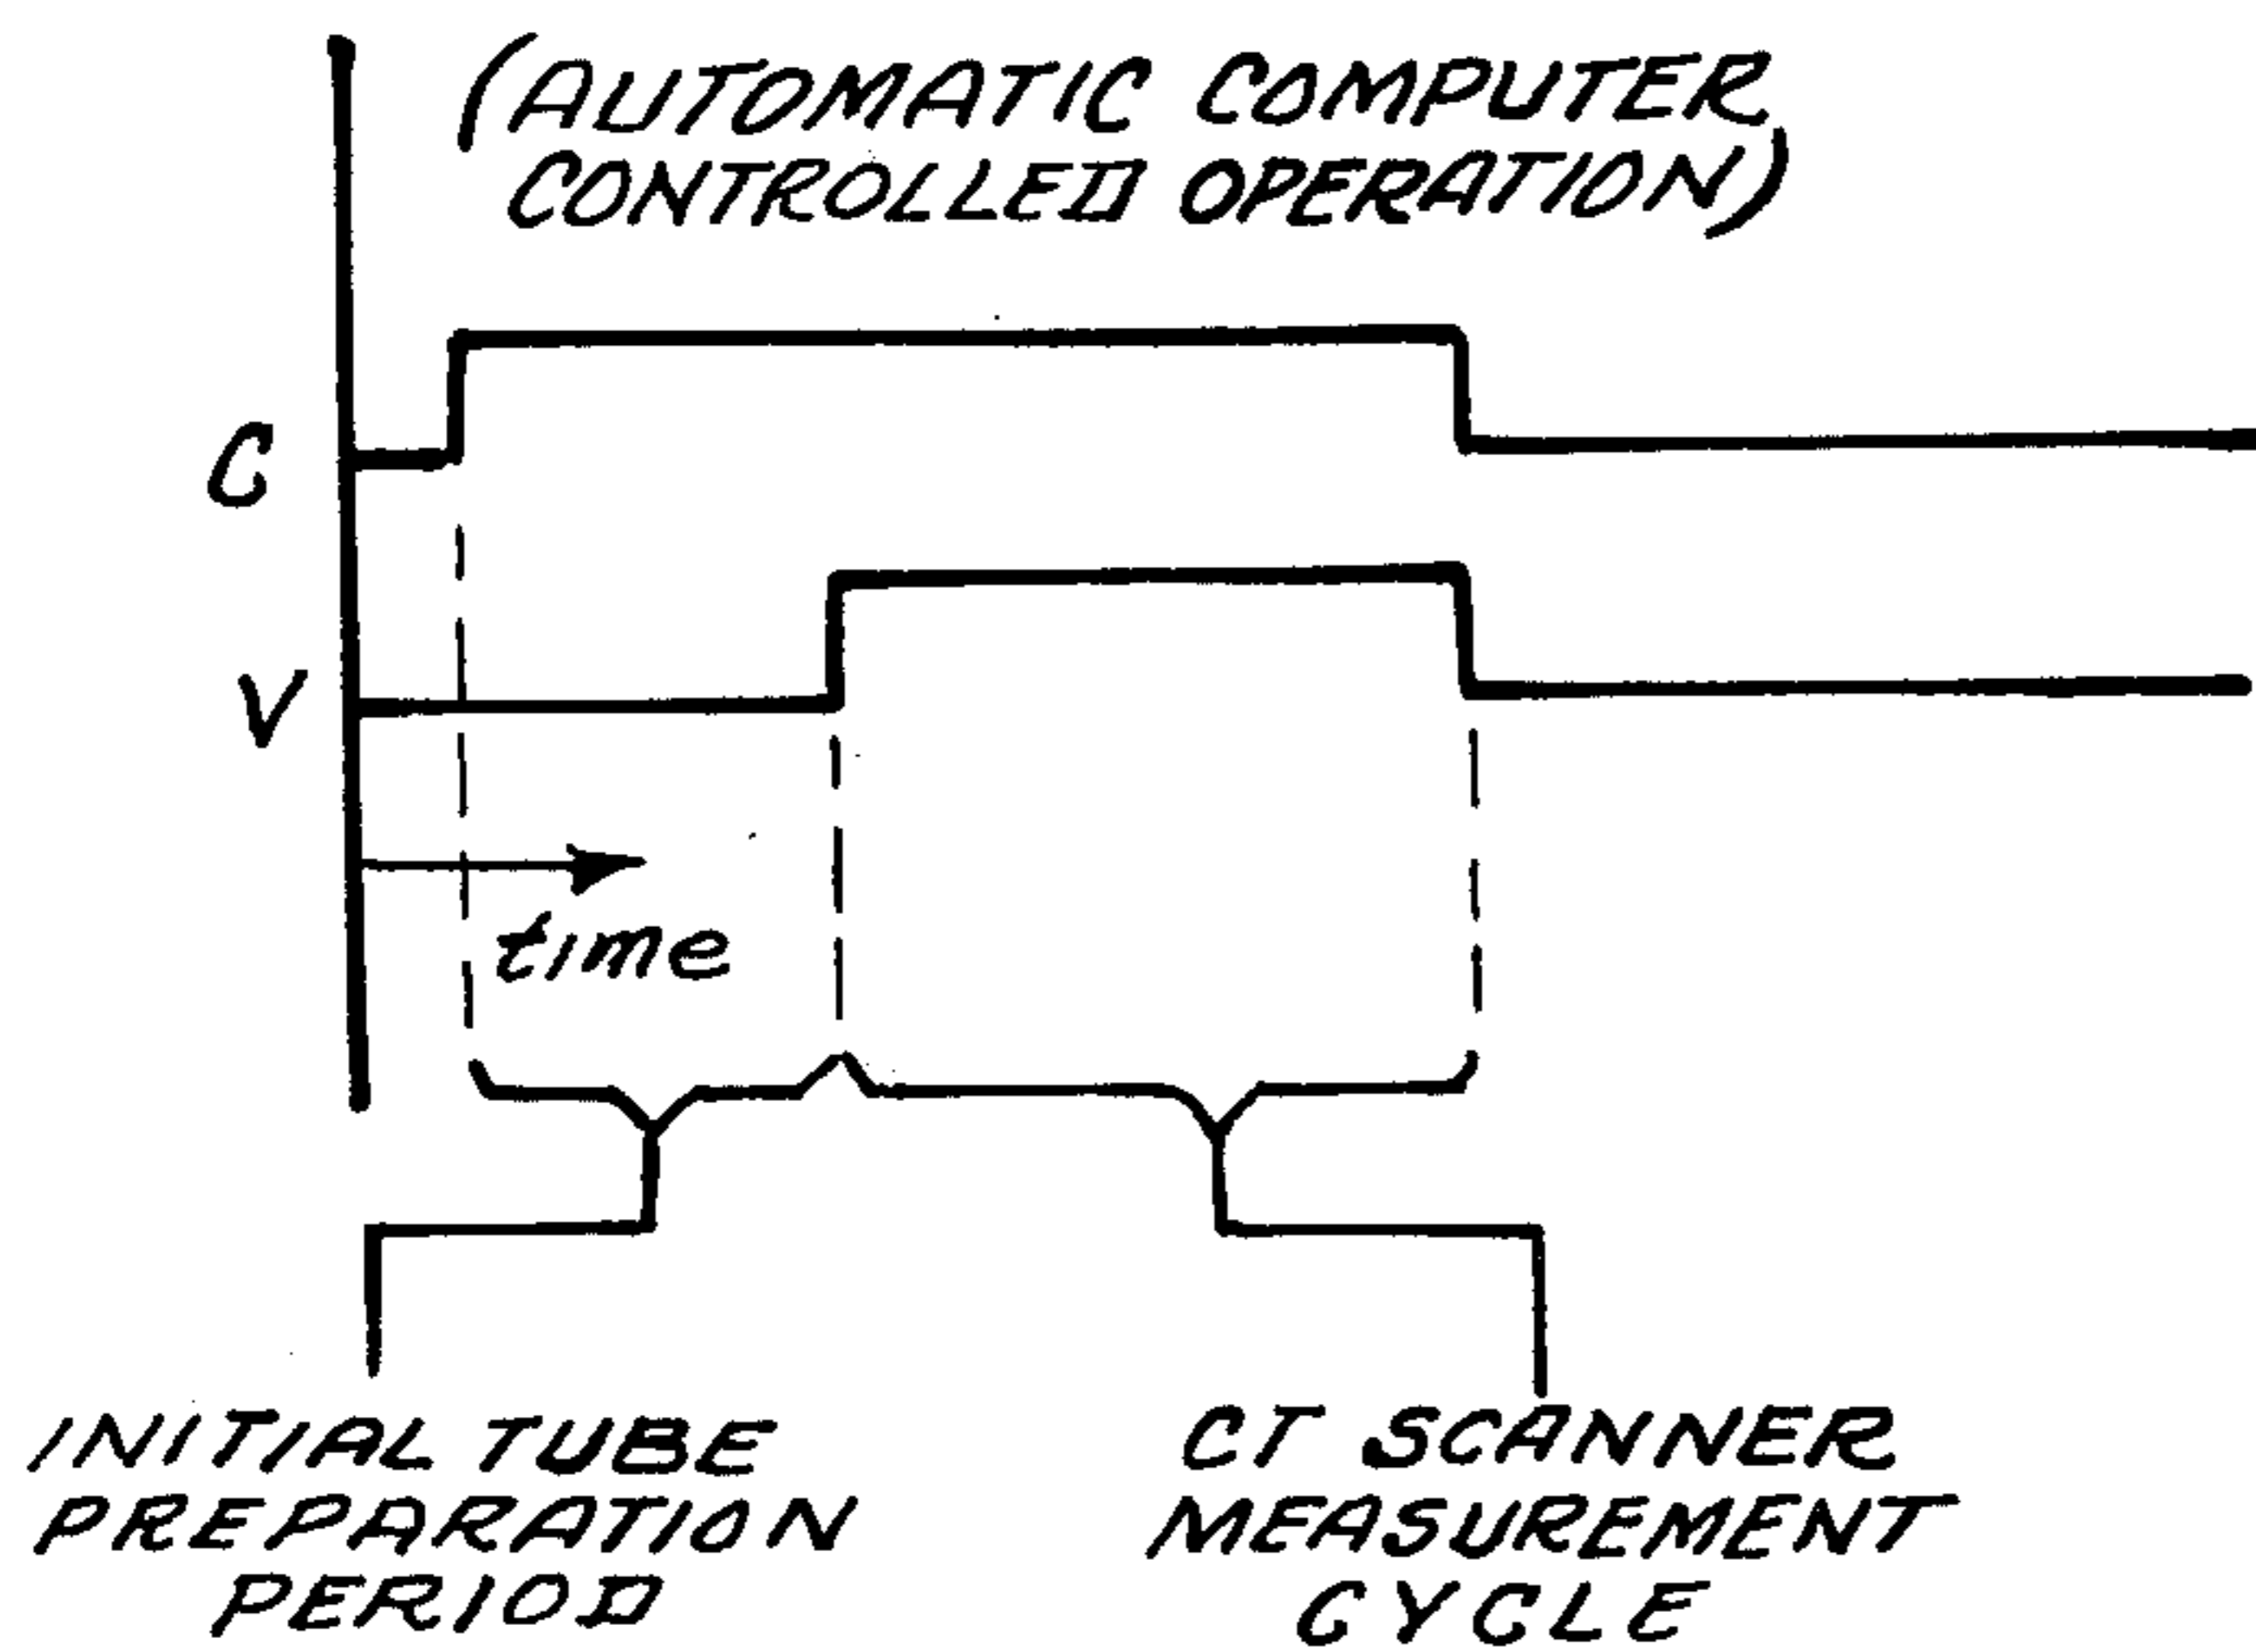 (AUTOMATIC COMPUTER
CONTROLLED OPERATION)
C
V
time
INITIAL TUBE
PREPARATION
PERIOD
CT SCANNER
MEASUREMENT
CYCLE